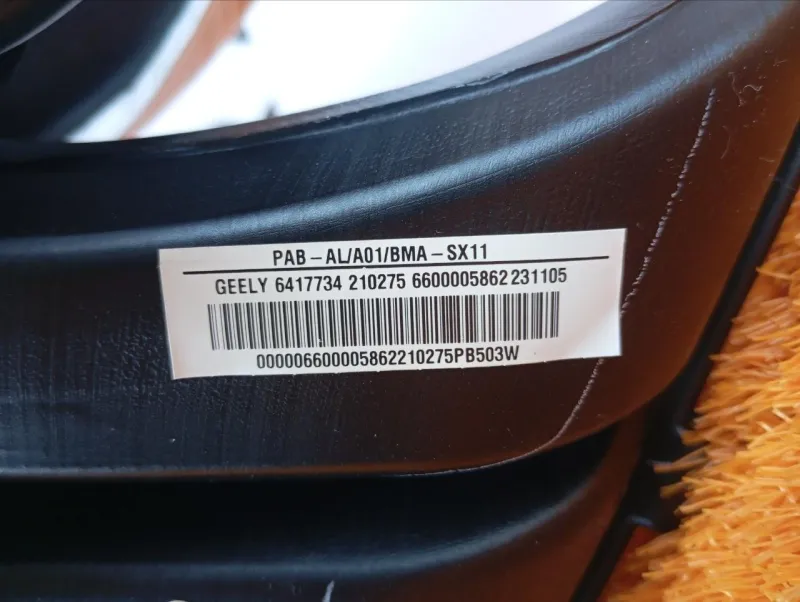 PAB - AL/A01/BMA - SX11
GEELY 6417734 210275 6600005862 231105
00000660000586221027​5PB503W